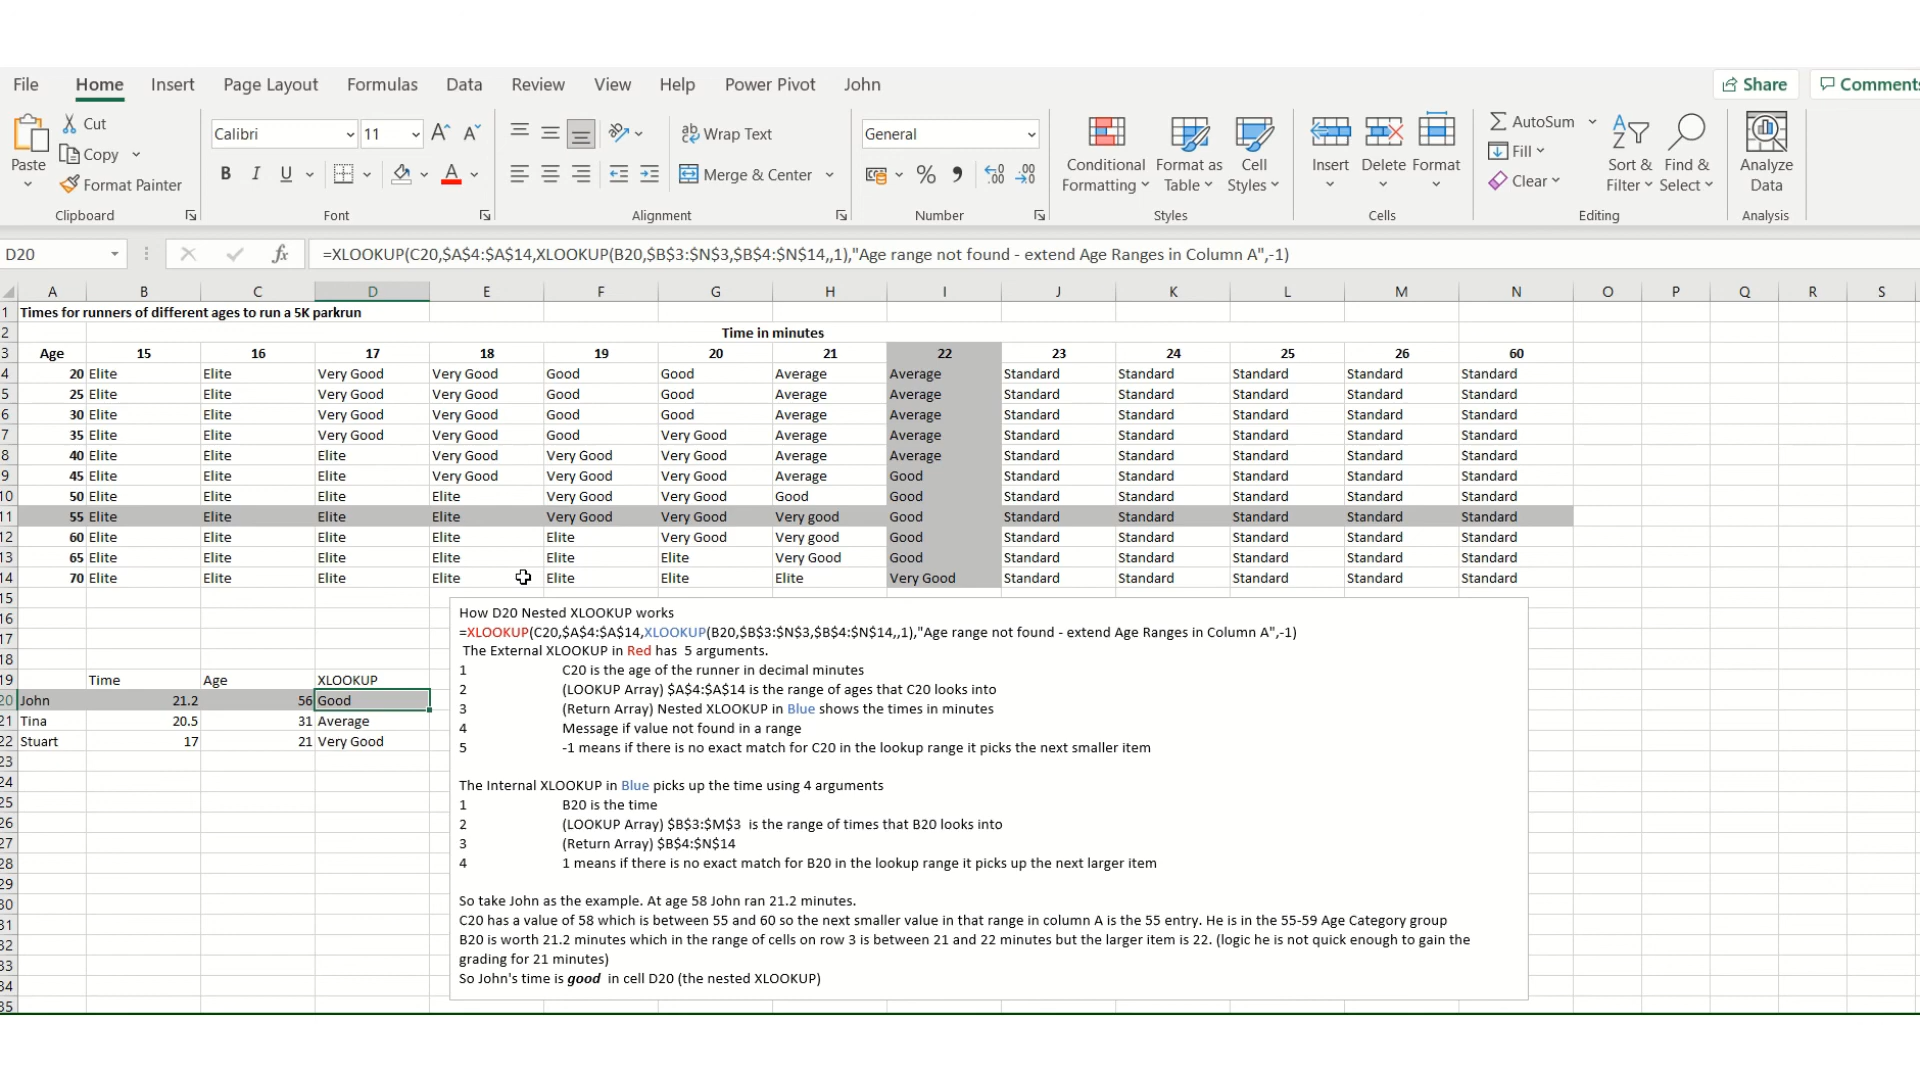 File Home Insert Page Layout Formulas Data Review View Help Power Pivot John Share Comments
Paste Cut Copy Format Painter
Clipboard
Calibri 11
B I U
Font
Wrap Text
Merge & Center
Alignment
General
%
Number
Conditional Formatting Format as Table Cell Styles
Styles
Insert Delete Format
Cells
AutoSum Fill Clear Sort & Filter Find & Select
Editing
Analyze Data
Analysis
D20 fx =XLOOKUP(C20,$A$4:$A$14,XLOOKUP(B20,$B$3:$N$3,$B$4:$N$14,,1),"Age range not found - extend Age Ranges in Column A",-1)
A B C D E F G H I J K L M N O P Q R S
1 Times for runners of different ages to run a 5K parkrun
2 Time in minutes
3 Age 15 16 17 18 19 20 21 22 23 24 25 26 60
4 20 Elite Elite Very Good Very Good Good Good Average Average Standard Standard Standard Standard Standard
5 25 Elite Elite Very Good Very Good Good Good Average Average Standard Standard Standard Standard Standard
6 30 Elite Elite Very Good Very Good Good Good Average Average Standard Standard Standard Standard Standard
7 35 Elite Elite Very Good Very Good Good Very Good Average Average Standard Standard Standard Standard Standard
8 40 Elite Elite Elite Very Good Very Good Very Good Average Average Standard Standard Standard Standard Standard
9 45 Elite Elite Elite Very Good Very Good Very Good Average Good Standard Standard Standard Standard Standard
10 50 Elite Elite Elite Elite Very Good Very Good Good Good Standard Standard Standard Standard Standard
11 55 Elite Elite Elite Elite Very Good Very Good Very good Good Standard Standard Standard Standard Standard
12 60 Elite Elite Elite Elite Elite Very Good Very good Good Standard Standard Standard Standard Standard
13 65 Elite Elite Elite Elite Elite Elite Very Good Good Standard Standard Standard Standard Standard
14 70 Elite Elite Elite Elite Elite Elite Elite Very Good Standard Standard Standard Standard Standard
15
16
17
18
19 Time Age XLOOKUP
20 John 21.2 56 Good
21 Tina 20.5 31 Average
22 Stuart 17 21 Very Good
23
24
25
26
27
28
29
30
31
32
33
34
35
How D20 Nested XLOOKUP works
=XLOOKUP(C20,$A$4:$A$14,XLOOKUP(B20,$B$3:$N$3,$B$4:$N$14,,1),"Age range not found - extend Age Ranges in Column A",-1)
The External XLOOKUP in Red has 5 arguments.
1 C20 is the age of the runner in decimal minutes
2 (LOOKUP Array) $A$4:$A$14 is the range of ages that C20 looks into
3 (Return Array) Nested XLOOKUP in Blue shows the times in minutes
4 Message if value not found in a range
5 -1 means if there is no exact match for C20 in the lookup range it picks the next smaller item
The Internal XLOOKUP in Blue picks up the time using 4 arguments
1 B20 is the time
2 (LOOKUP Array) $B$3:$M$3 is the range of times that B20 looks into
3 (Return Array) $B$4:$N$14
4 1 means if there is no exact match for B20 in the lookup range it picks up the next larger item
So take John as the example. At age 58 John ran 21.2 minutes.
C20 has a value of 58 which is between 55 and 60 so the next smaller value in that range in column A is the 55 entry. He is in the 55-59 Age Category group
B20 is worth 21.2 minutes which in the range of cells on row 3 is between 21 and 22 minutes but the larger item is 22. (logic he is not quick enough to gain the
grading for 21 minutes)
So John's time is good in cell D20 (the nested XLOOKUP)